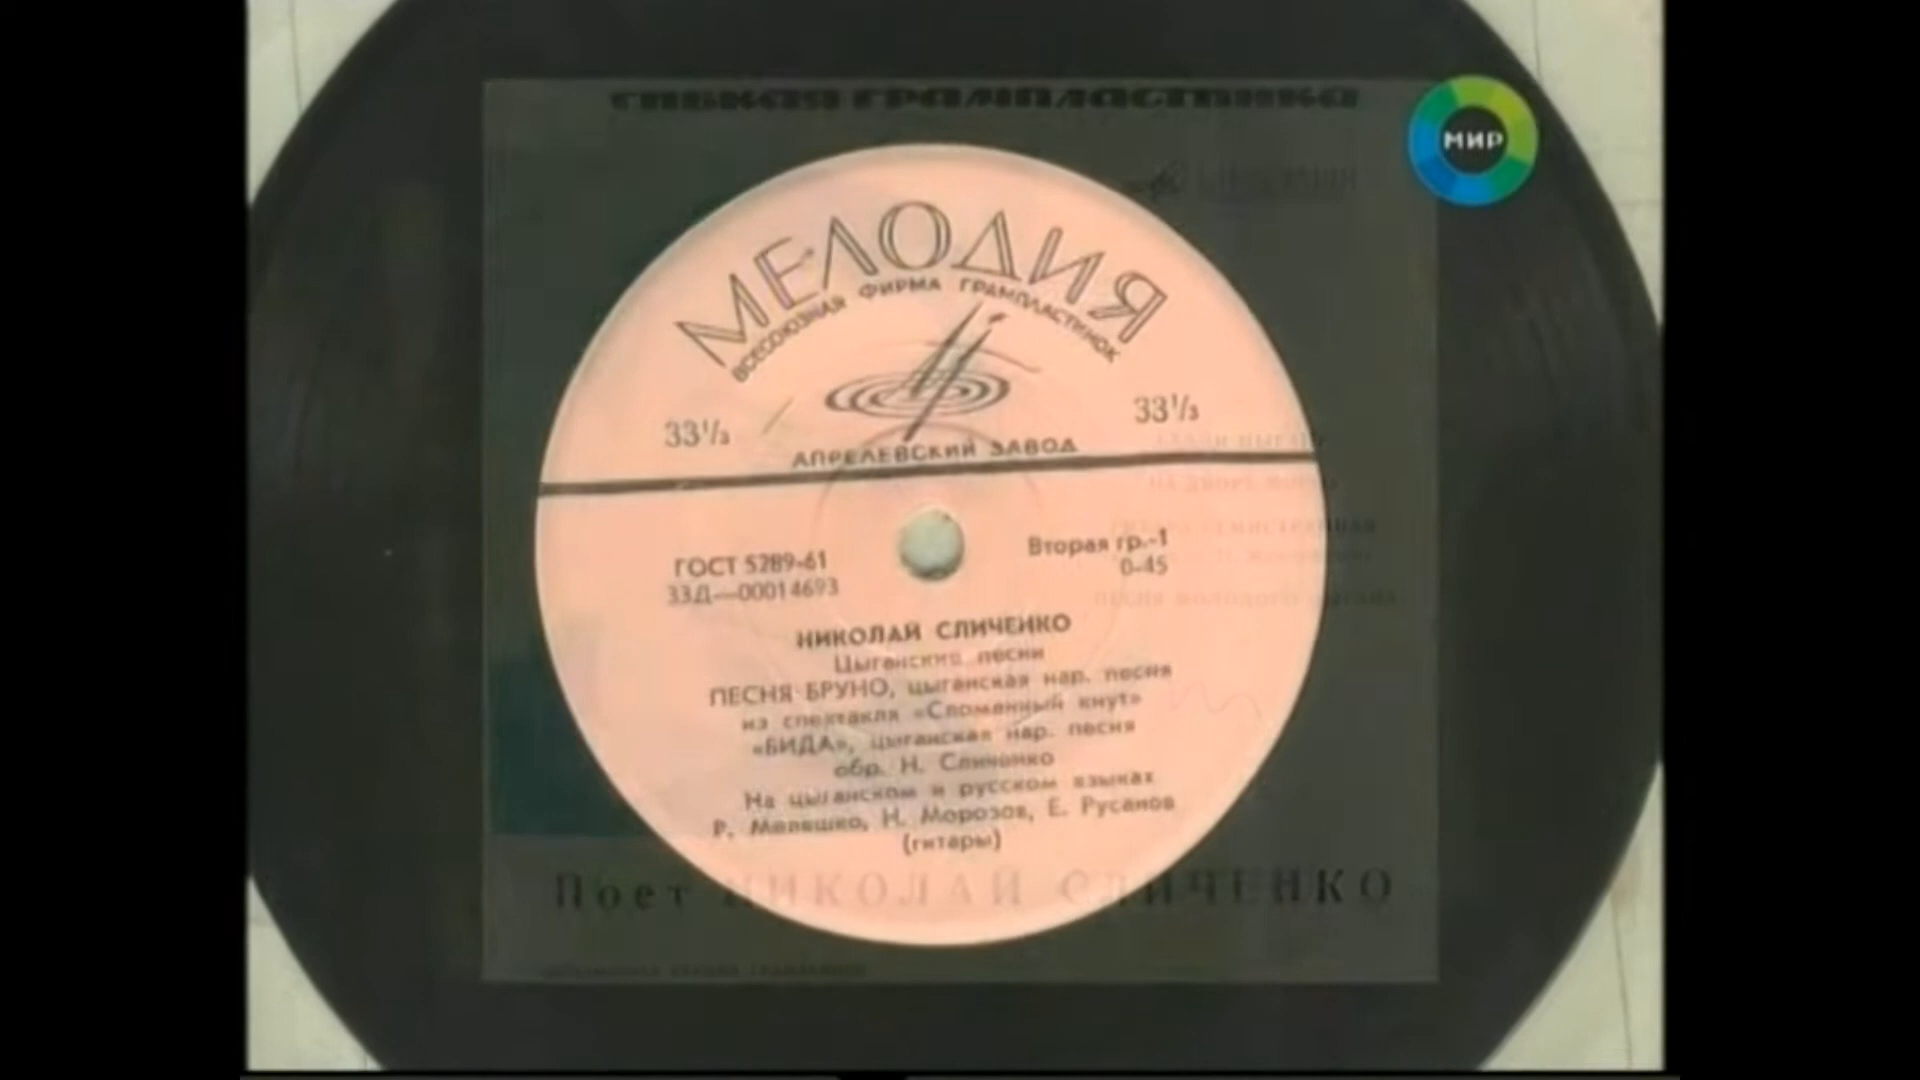 гибкая грампластинка
МИР
МЕЛОДИЯ
ВСЕСОЮЗНАЯ ФИРМА ГРАМПЛАСТИНОК
33⅓
33⅓
АПРЕЛЕВСКИЙ ЗАВОД
ГОСТ 5289-61
Вторая гр.-1
33Д—00014693
0-45
НИКОЛАЙ СЛИЧЕНКО
Цыганские песни
ПЕСНЯ БРУНО, цыганская нар. песня
из спектакля «Сломанный кнут»
«БИДА», цыганская нар. песня
обр. Н. Сличенко
На цыганском и русском языках
Р. Мелешко, Н. Морозов, Е. Русанов
(гитары)
Поет НИКОЛАЙ СЛИЧЕНКО